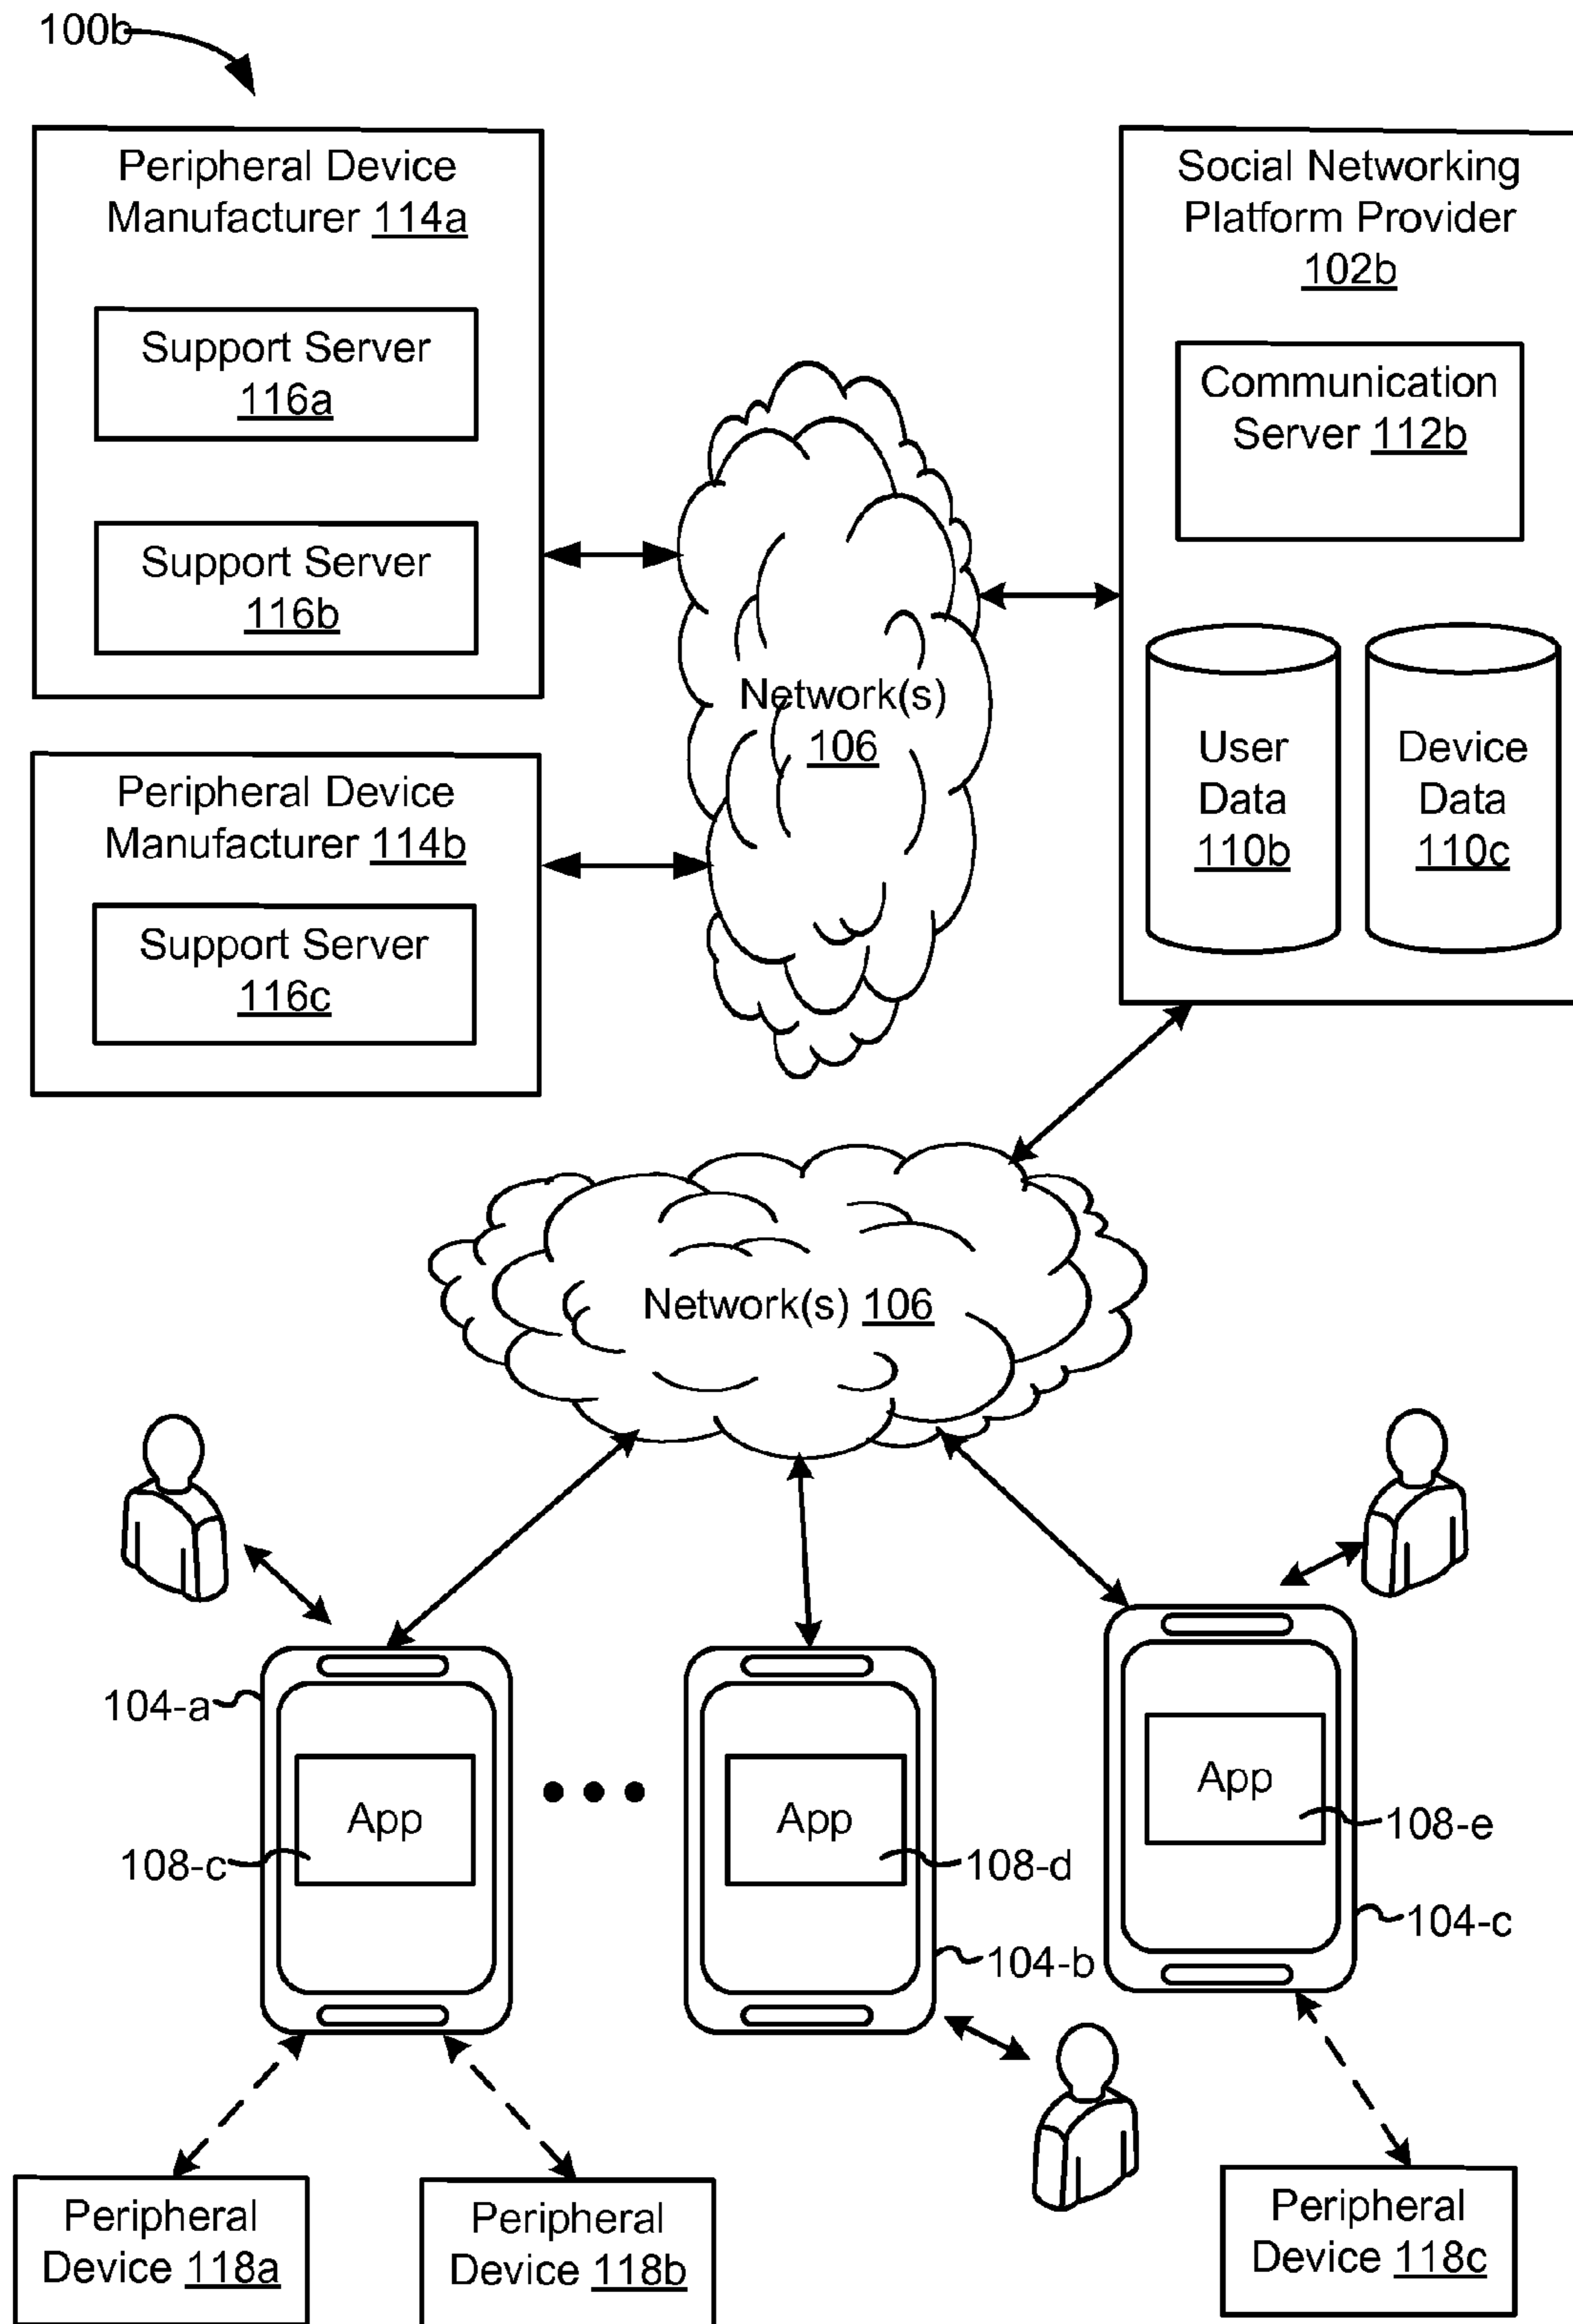 100b
Peripheral Device
Manufacturer 114a
Support Server
116a
Support Server
116b
Peripheral Device
Manufacturer 114b
Support Server
116c
Social Networking
Platform Provider
102b
Communication
Server 112b
User
Data
110b
Device
Data
110c
Network(s)
106
Network(s) 106
104-a
App
108-c
App
108-d
104-b
App
108-e
104-c
Peripheral
Device 118a
Peripheral
Device 118b
Peripheral
Device 118c